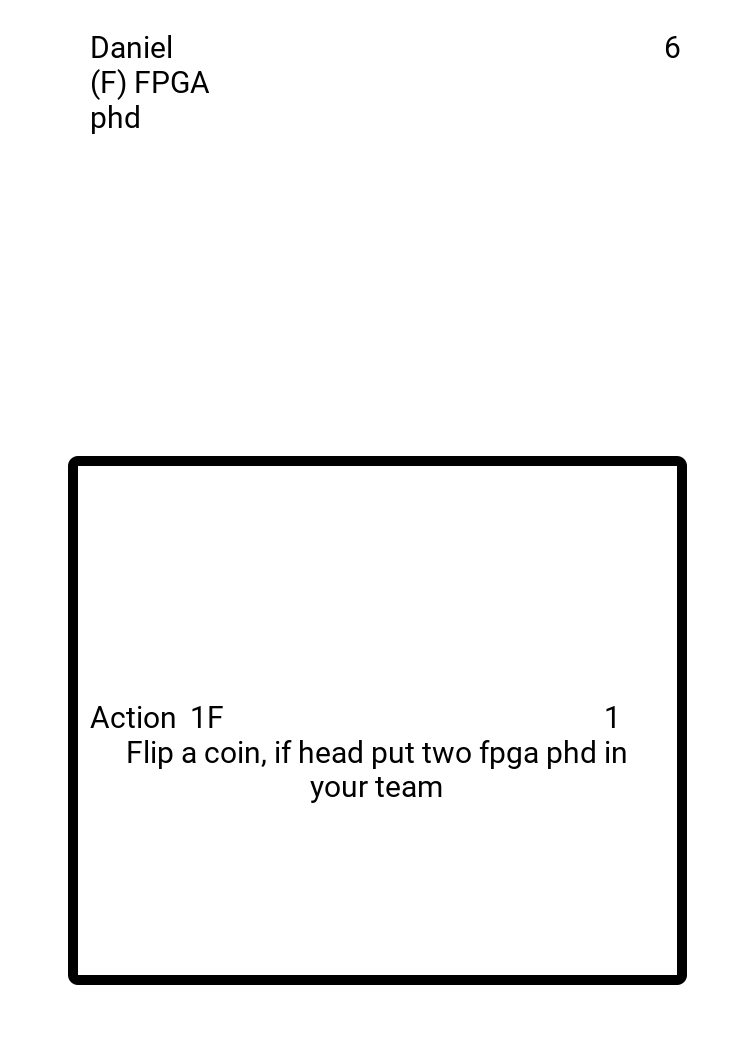 Daniel 6
(F) FPGA
phd
Action 1F 1
Flip a coin, if head put two fpga phd in
your team